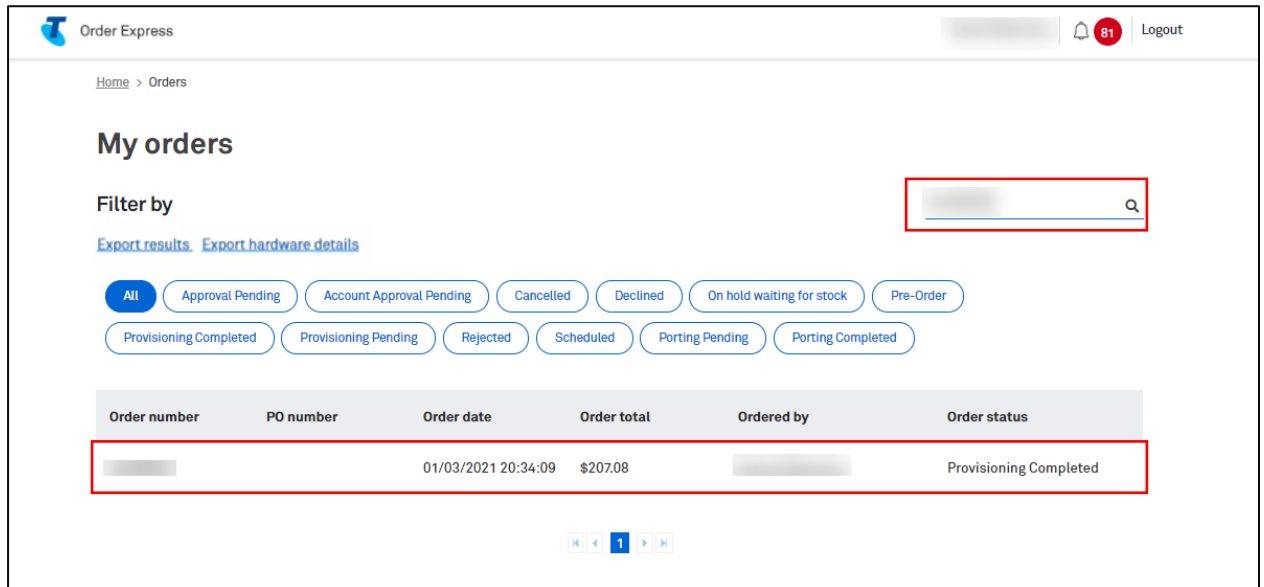 Order Express 81 Logout
Home > Orders
My orders
Filter by
Export results Export hardware details
All Approval Pending Account Approval Pending Cancelled Declined On hold waiting for stock Pre-Order
Provisioning Completed Provisioning Pending Rejected Scheduled Porting Pending Porting Completed
Order number PO number Order date Order total Ordered by Order status
01/03/2021 20:34:09 $207.08 Provisioning Completed
1